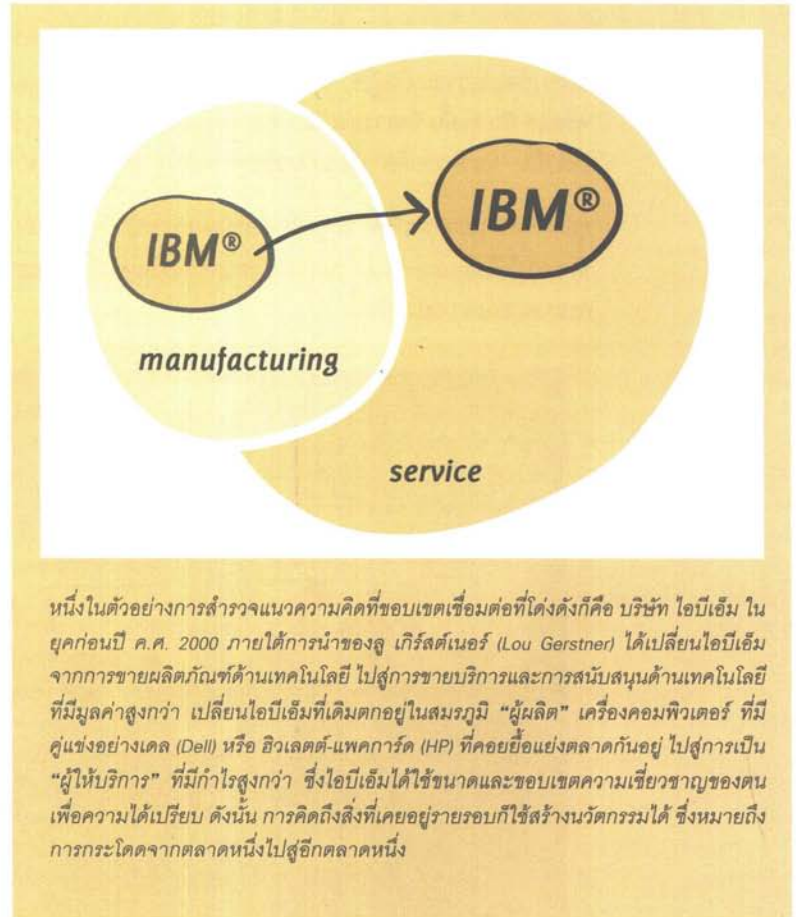 IBM®
IBM®
manufacturing
service
หนึ่งในตัวอย่างการสำรวจแนวความคิดที่ขอบเขตเชื่อมต่อที่โด่งดังก็คือ บริษัท ไอบีเอ็ม ใน
ยุคก่อนปี ค.ศ. 2000 ภายใต้การนำของลู เกิร์สต์เนอร์ (Lou Gerstner) ได้เปลี่ยนไอบีเอ็ม
จากการขายผลิตภัณฑ์ด้านเทคโนโลยี ไปสู่การขายบริการและการสนับสนุนด้านเทคโนโลยี
ที่มีมูลค่าสูงกว่า เปลี่ยนไอบีเอ็มที่เดิมตกอยู่ในสมรภูมิ “ผู้ผลิต” เครื่องคอมพิวเตอร์ ที่มี
คู่แข่งอย่างเดล (Dell) หรือ ฮิวเลตต์-แพคการ์ด (HP) ที่คอยยื้อแย่งตลาดกันอยู่ ไปสู่การเป็น
“ผู้ให้บริการ” ที่มีกำไรสูงกว่า ซึ่งไอบีเอ็มได้ใช้ขนาดและขอบเขตความเชี่ยวชาญของตน
เพื่อความได้เปรียบ ดังนั้น การคิดถึงสิ่งที่เคยอยู่รายรอบก็ใช้สร้างนวัตกรรมได้ ซึ่งหมายถึง
การกระโดดจากตลาดหนึ่งไปสู่อีกตลาดหนึ่ง